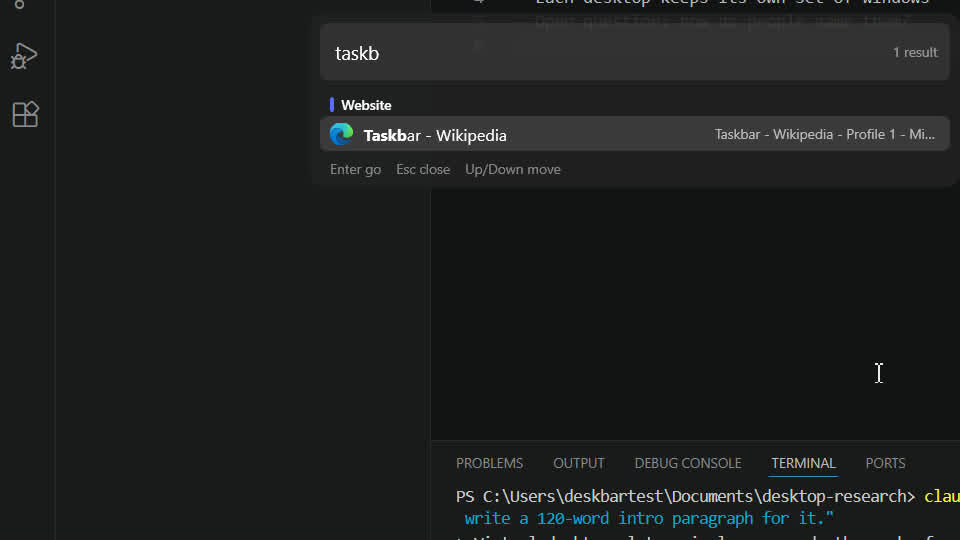 Each desktop keeps its own set of windows
taskb
1 result
Website
Taskbar - Wikipedia
Taskbar - Wikipedia - Profile 1 - Mi...
Enter go Esc close Up/Down move
PROBLEMS OUTPUT DEBUG CONSOLE TERMINAL PORTS
PS C:\Users\deskbartest\Documents\desktop-research> clau
write a 120-word intro paragraph for it."